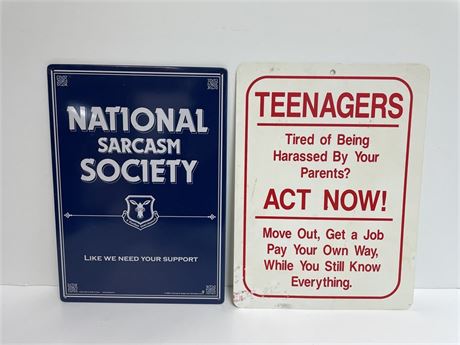 NATIONAL
SARCASM
SOCIETY
LIKE WE NEED YOUR SUPPORT
TEENAGERS
Tired of Being
Harassed By Your
Parents?
ACT NOW!
Move Out, Get a Job
Pay Your Own Way,
While You Still Know
Everything.